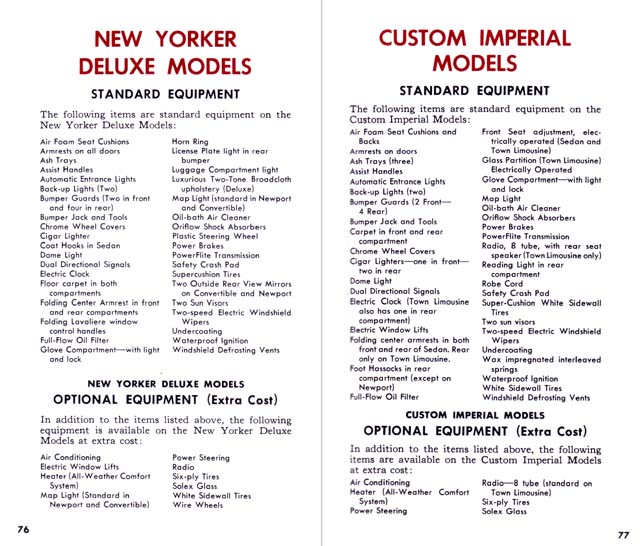 NEW YORKER
DELUXE MODELS
STANDARD EQUIPMENT
The following items are standard equipment on the
New Yorker Deluxe Models:
Air Foam Seat Cushions
Armrests on all doors
Ash Trays
Assist Handles
Automatic Entrance Lights
Back-up Lights (Two)
Bumper Guards (Two in front
and four in rear)
Bumper Jack and Tools
Chrome Wheel Covers
Cigar Lighter
Coat Hooks in Sedan
Dome Light
Dual Directional Signals
Electric Clock
Floor carpet in both
compartments
Folding Center Armrest in front
and rear compartments
Folding Lavaliere window
control handles
Full-Flow Oil Filter
Glove Compartment—with light
and lock
Horn Ring
License Plate light in rear
bumper
Luggage Compartment light
Luxurious Two-Tone Broadcloth
upholstery (Deluxe)
Map Light (standard in Newport
and Convertible)
Oil-bath Air Cleaner
Oriflow Shock Absorbers
Plastic Steering Wheel
Power Brakes
PowerFlite Transmission
Safety Crash Pad
Supercushion Tires
Two Outside Rear View Mirrors
on Convertible and Newport
Two Sun Visors
Two-speed Electric Windshield
Wipers
Undercoating
Waterproof Ignition
Windshield Defrosting Vents
NEW YORKER DELUXE MODELS
OPTIONAL EQUIPMENT (Extra Cost)
In addition to the items listed above, the following
equipment is available on the New Yorker Deluxe
Models at extra cost:
Air Conditioning
Electric Window Lifts
Heater (All-Weather Comfort
System)
Map Light (Standard in
Newport and Convertible)
Power Steering
Radio
Six-ply Tires
Solex Glass
White Sidewall Tires
Wire Wheels
76
CUSTOM IMPERIAL
MODELS
STANDARD EQUIPMENT
The following items are standard equipment on the
Custom Imperial Models:
Air Foam Seat Cushions and
Backs
Armrests on doors
Ash Trays (three)
Assist Handles
Automatic Entrance Lights
Back-up Lights (Two)
Bumper Guards (2 Front—
4 Rear)
Bumper Jack and Tools
Carpet in front and rear
compartment
Chrome Wheel Covers
Cigar Lighters—one in front—
two in rear
Dome Light
Dual Directional Signals
Electric Clock (Town Limousine
also has one in rear
compartment)
Electric Window Lifts
Folding center armrests in both
front and rear of Sedan. Rear
only on Town Limousine.
Foot Hassocks in rear
compartment (except on
Newport)
Full-Flow Oil Filter
Front Seat adjustment, elec-
trically operated (Sedan and
Town Limousine)
Glass Partition (Town Limousine)
Electrically Operated
Glove Compartment—with light
and lock
Map Light
Oil-bath Air Cleaner
Oriflow Shock Absorbers
Power Brakes
PowerFlite Transmission
Radio, 8 tube, with rear seat
speaker (Town Limousine only)
Reading Light in rear
compartment
Robe Cord
Safety Crash Pad
Super-Cushion White Sidewall
Tires
Two sun visors
Two-speed Electric Windshield
Wipers
Undercoating
Wax impregnated interleaved
springs
Waterproof Ignition
White Sidewall Tires
Windshield Defrosting Vents
CUSTOM IMPERIAL MODELS
OPTIONAL EQUIPMENT (Extra Cost)
In addition to the items listed above, the following
items are available on the Custom Imperial Models
at extra cost:
Air Conditioning
Heater (All-Weather Comfort
System)
Power Steering
Radio—8 tube (standard on
Town Limousine)
Six-ply Tires
Solex Glass
77